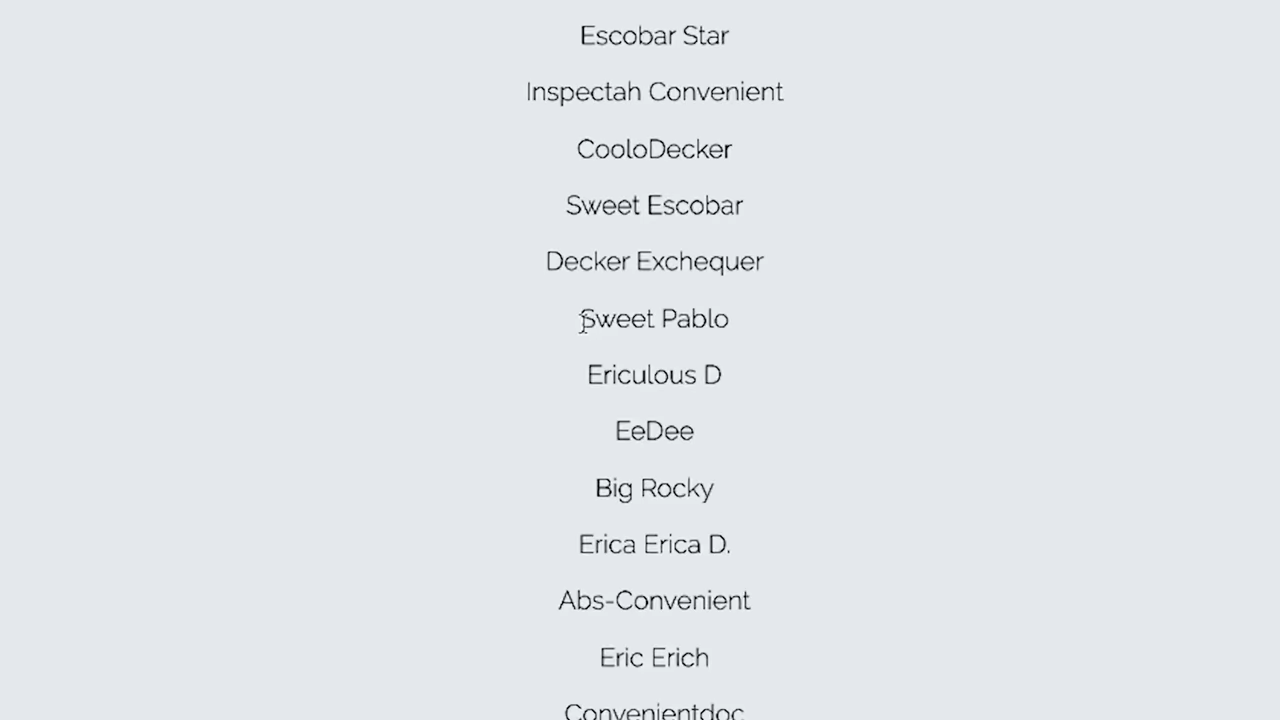 Escobar Star
Inspectah Convenient
CooloDecker
Sweet Escobar
Decker Exchequer
Sweet Pablo
Ericulous D
EeDee
Big Rocky
Erica Erica D.
Abs-Convenient
Eric Erich
Convenientdoc